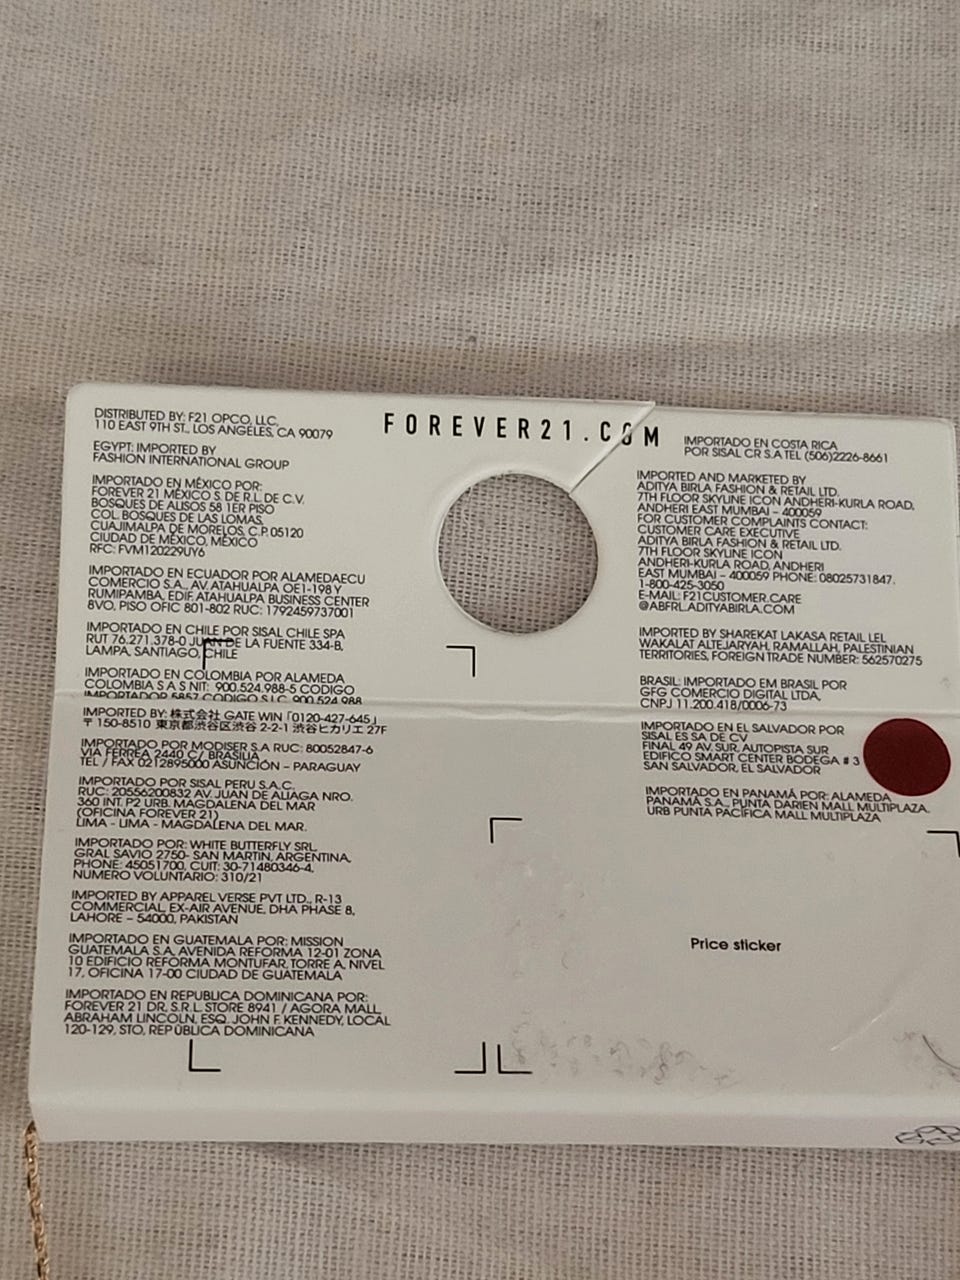 FOREVER21.COM
DISTRIBUTED BY: F21 OPCO, LLC,
110 EAST 9TH ST., LOS ANGELES, CA 90079
EGYPT: IMPORTED BY
FASHION INTERNATIONAL GROUP
IMPORTADO EN MÉXICO POR:
FOREVER 21 MÉXICO S. DE R.L. DE C.V.
BOSQUES DE ALISOS 58 1ER PISO
COL. BOSQUES DE LAS LOMAS,
CUAJIMALPA DE MORELOS, C.P. 05120
CIUDAD DE MÉXICO, MÉXICO
RFC: FVM120229UY6
IMPORTADO EN ECUADOR POR ALAMEDAECU
COMERCIO S.A., AV. ATAHUALPA OE1-198 Y
RUMIPAMBA, EDIF. ATAHUALPA BUSINESS CENTER
8VO, PISO OFIC 801-802 RUC: 1792459737001
IMPORTADO EN CHILE POR SISAL CHILE SPA
RUT 76.271.378-0 JUAN DE LA FUENTE 334-B,
LAMPA, SANTIAGO, CHILE
IMPORTADO EN COLOMBIA POR ALAMEDA
COLOMBIA S A S NIT: 900.524.988-5 CODIGO
IMPORTADOR 5857 CODIGO S.I.C. 900.524.988
IMPORTED BY: 株式会社 GATE WIN「0120-427-645」
〒150-8510 東京都渋谷区渋谷 2-2-1 渋谷ヒカリエ 27F
IMPORTADO POR MODISER S.A RUC: 80052847-6
VIA FERREA 2440 C/ BRASILIA
TEL / FAX 0212895000 ASUNCIÓN - PARAGUAY
IMPORTADO POR SISAL PERU S.A.C.
RUC: 20556200832 AV. JUAN DE ALIAGA NRO.
360 INT. P2 URB. MAGDALENA DEL MAR
(OFICINA FOREVER 21)
LIMA - LIMA - MAGDALENA DEL MAR.
IMPORTADO POR: WHITE BUTTERFLY SRL
GRAL SAVIO 2750- SAN MARTIN, ARGENTINA,
PHONE: 45051700, CUIT: 30-71480346-4,
NUMERO VOLUNTARIO: 310/21
IMPORTED BY APPAREL VERSE PVT LTD., R-13
COMMERCIAL, EX-AIR AVENUE, DHA PHASE 8,
LAHORE - 54000, PAKISTAN
IMPORTADO EN GUATEMALA POR: MISSION
GUATEMALA S.A. AVENIDA REFORMA 12-01 ZONA
10 EDIFICIO REFORMA MONTUFAR, TORRE A, NIVEL
17, OFICINA 17-00 CIUDAD DE GUATEMALA
IMPORTADO EN REPUBLICA DOMINICANA POR:
FOREVER 21 DR, S.R.L. STORE 8941 / AGORA MALL,
ABRAHAM LINCOLN, ESQ. JOHN F. KENNEDY, LOCAL
120-129, STO, REPÚBLICA DOMINICANA
IMPORTADO EN COSTA RICA
POR SISAL CR S.A TEL (506)2226-8661
IMPORTED AND MARKETED BY
ADITYA BIRLA FASHION & RETAIL LTD.
7TH FLOOR SKYLINE ICON ANDHERI-KURLA ROAD,
ANDHERI EAST MUMBAI - 400059
FOR CUSTOMER COMPLAINTS CONTACT:
CUSTOMER CARE EXECUTIVE
ADITYA BIRLA FASHION & RETAIL LTD.
7TH FLOOR SKYLINE ICON
ANDHERI-KURLA ROAD, ANDHERI
EAST MUMBAI - 400059 PHONE: 08025731847,
1-800-425-3050
E-MAIL: F21CUSTOMER.CARE
@ABFRL.ADITYABIRLA.COM
IMPORTED BY SHAREKAT LAKASA RETAIL LEL
WAKALAT ALTEJARYAH, RAMALLAH, PALESTINIAN
TERRITORIES, FOREIGN TRADE NUMBER: 562570275
BRASIL: IMPORTADO EM BRASIL POR
GFG COMERCIO DIGITAL LTDA,
CNPJ 11.200.418/0006-73
IMPORTADO EN EL SALVADOR POR
SISAL ES SA DE CV
FINAL 49 AV. SUR, AUTOPISTA SUR
EDIFICO SMART CENTER BODEGA # 3
SAN SALVADOR, EL SALVADOR
IMPORTADO EN PANAMÁ POR: ALAMEDA
PANAMÁ S.A., PUNTA DARIEN MALL MULTIPLAZA.
URB PUNTA PACÍFICA MALL MULTIPLAZA
Price sticker